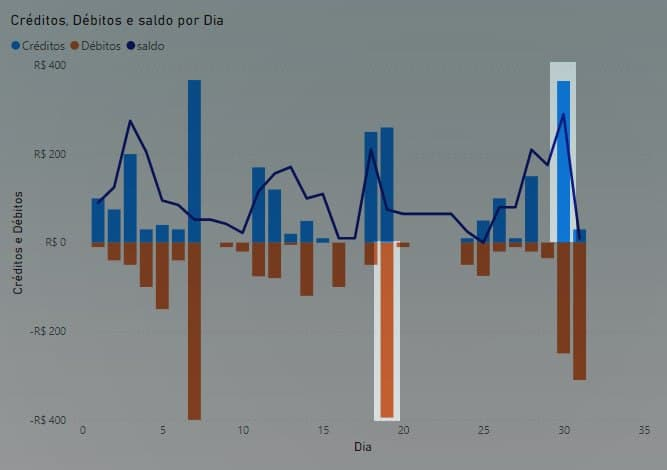 Créditos, Débitos e saldo por Dia
Créditos Débitos saldo
R$ 400
R$ 200
R$ 0
-R$ 200
-R$ 400
Créditos e Débitos
0 5 10 15 20 25 30 35
Dia